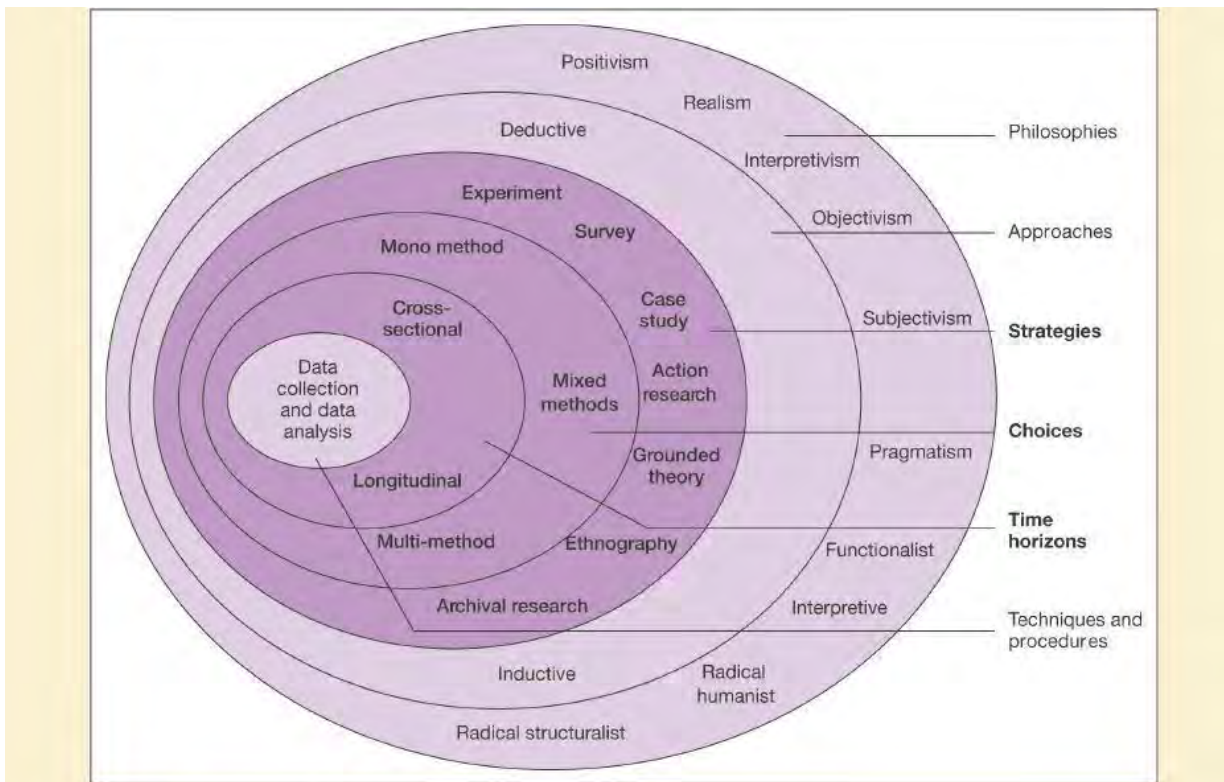 Positivism
Realism
Philosophies
Deductive
Interpretivism
Experiment
Objectivism
Survey
Approaches
Mono method
Case
study
Cross-
sectional
Subjectivism
Strategies
Data
collection
and data
analysis
Mixed
methods
Action
research
Choices
Grounded
theory
Pragmatism
Longitudinal
Time
horizons
Multi-method
Ethnography
Functionalist
Archival research
Interpretive
Techniques and
procedures
Inductive
Radical
humanist
Radical structuralist